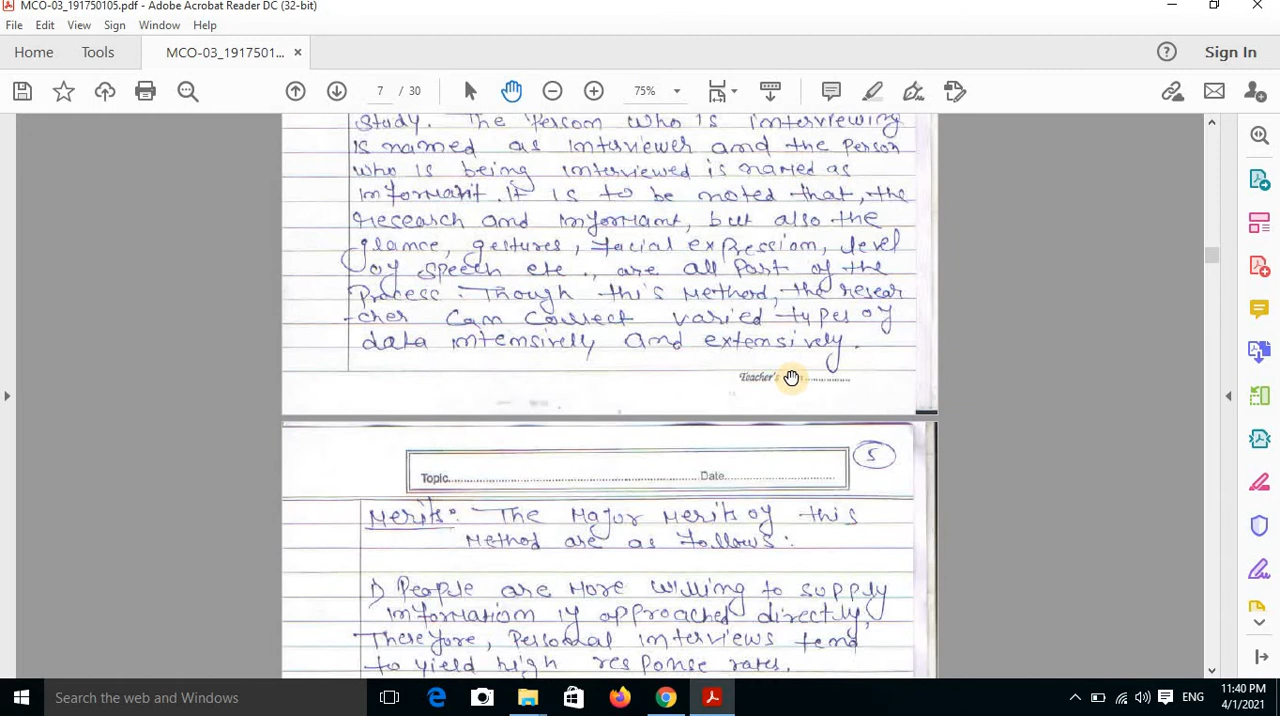 MCO-03_191750105.pdf - Adobe Acrobat Reader DC (32-bit)
File Edit View Sign Window Help
Home Tools MCO-03_1917501... × Sign In
7 / 30 75%
Study. The Person who is interviewing
is named as interviewer and the person
who is being interviewed is named as
informant. It is to be noted that, the
research and informant, but also the
glance, gestures, facial expression, level
of speech etc., are all Part of the
Process. Though this Method, the resear
-cher Can Collect varied types of
data intensively and extensively.
Teacher's
5
Topic Date
Merits: The Major Merits of this
Method are as follows:
1) People are More willing to supply
information if approached directly,
Therefore, Personal interviews tend
to yield high response rates.
Search the web and Windows
ENG
11:40 PM
4/1/2021